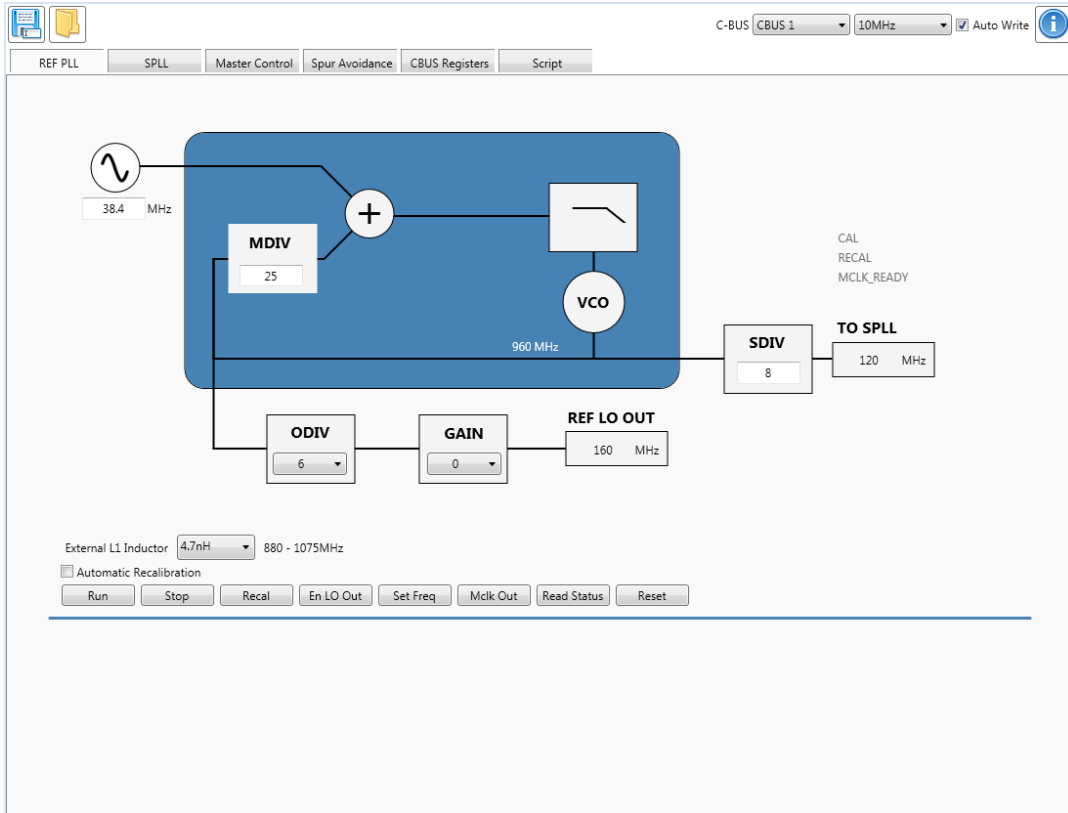 C-BUS CBUS 1 10MHz Auto Write
REF PLL SPLL Master Control Spur Avoidance CBUS Registers Script
38.4 MHz
MDIV
25
VCO
960 MHz
CAL
RECAL
MCLK_READY
SDIV
8
TO SPLL
120 MHz
ODIV
6
GAIN
0
REF LO OUT
160 MHz
External L1 Inductor 4.7nH 880 - 1075MHz
Automatic Recalibration
Run Stop Recal En LO Out Set Freq Mclk Out Read Status Reset